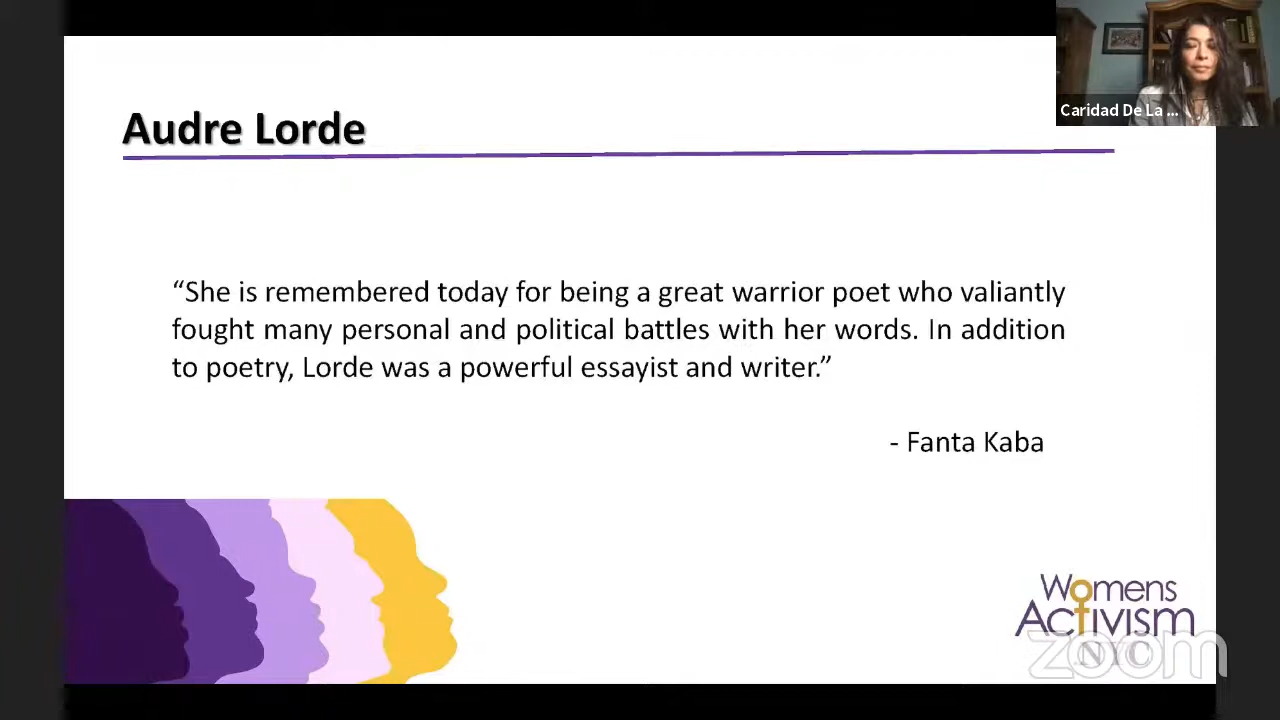 Caridad De La ...
Audre Lorde
“She is remembered today for being a great warrior poet who valiantly
fought many personal and political battles with her words. In addition
to poetry, Lorde was a powerful essayist and writer.”
- Fanta Kaba
Womens
Activism
NYC
zoom